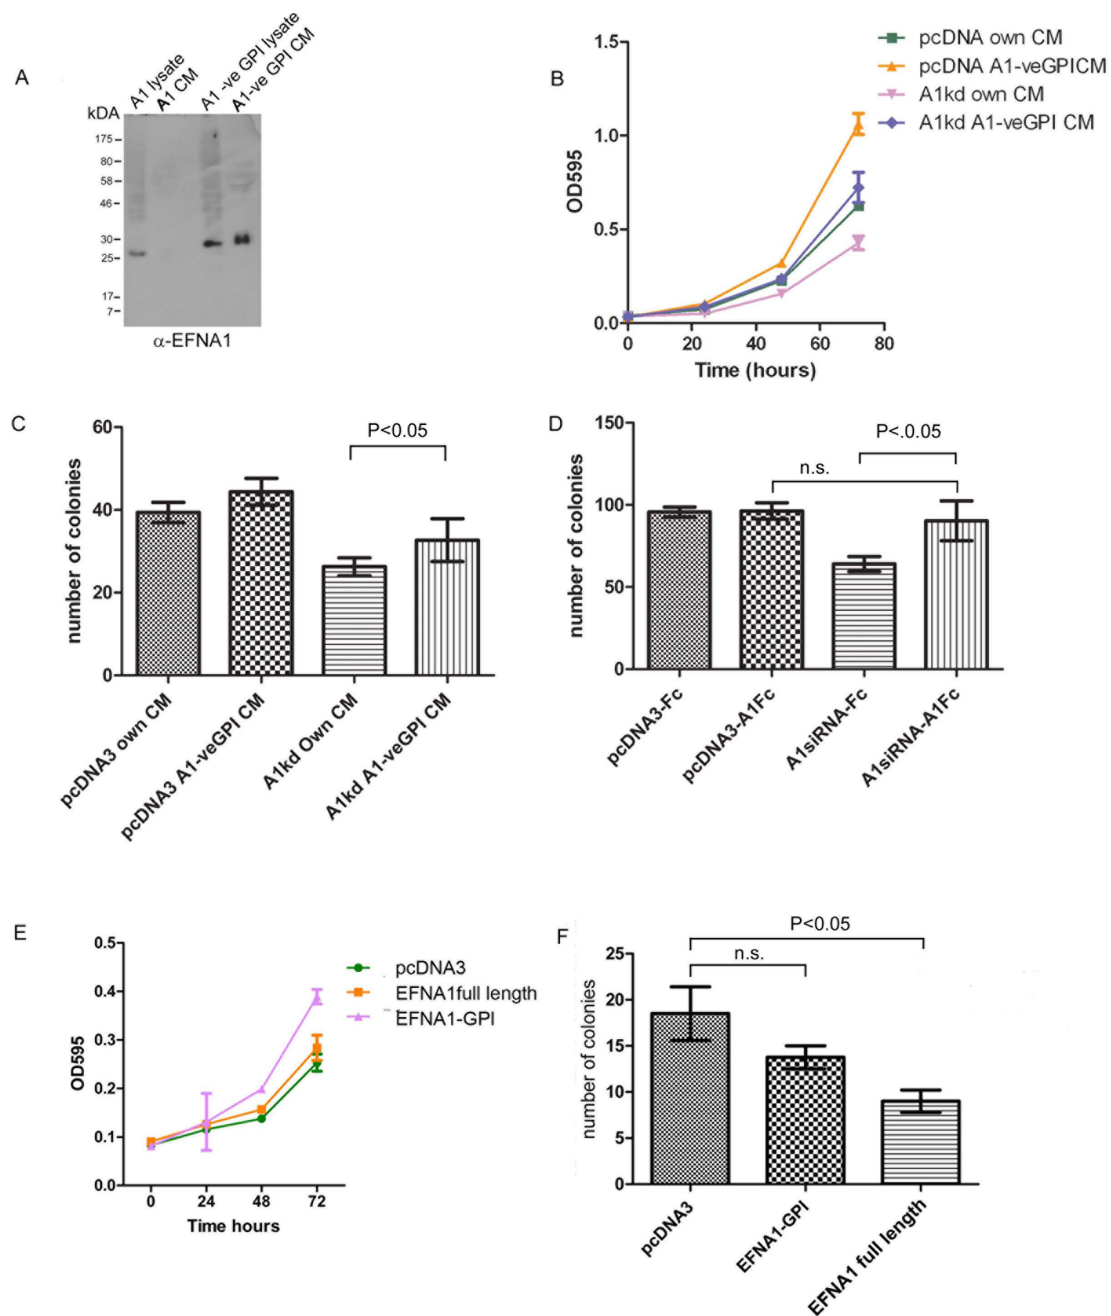 A
A1 lysate
A1 CM
A1 -ve GPI lysate
A1-ve GPI CM
kDA
175
80
58
46
30
25
17
7
α-EFNA1
B
1.5
1.0
0.5
0.0
OD595
0 20 40 60 80
Time (hours)
pcDNA own CM
pcDNA A1-veGPICM
A1kd own CM
A1kd A1-veGPI CM
C
60
40
20
0
number of colonies
P<0.05
pcDNA3 own CM
pcDNA3 A1-veGPI CM
A1kd Own CM
A1kd A1-veGPI CM
D
150
100
50
0
number of colonies
P<.0.05
n.s.
pcDNA3-Fc
pcDNA3-A1Fc
A1siRNA-Fc
A1siRNA-A1Fc
E
0.5
0.4
0.3
0.2
0.1
0.0
OD595
0 24 48 72
Time hours
pcDNA3
EFNA1full length
EFNA1-GPI
F
25
20
15
10
5
0
number of colonies
P<0.05
n.s.
pcDNA3
EFNA1-GPI
EFNA1 full length